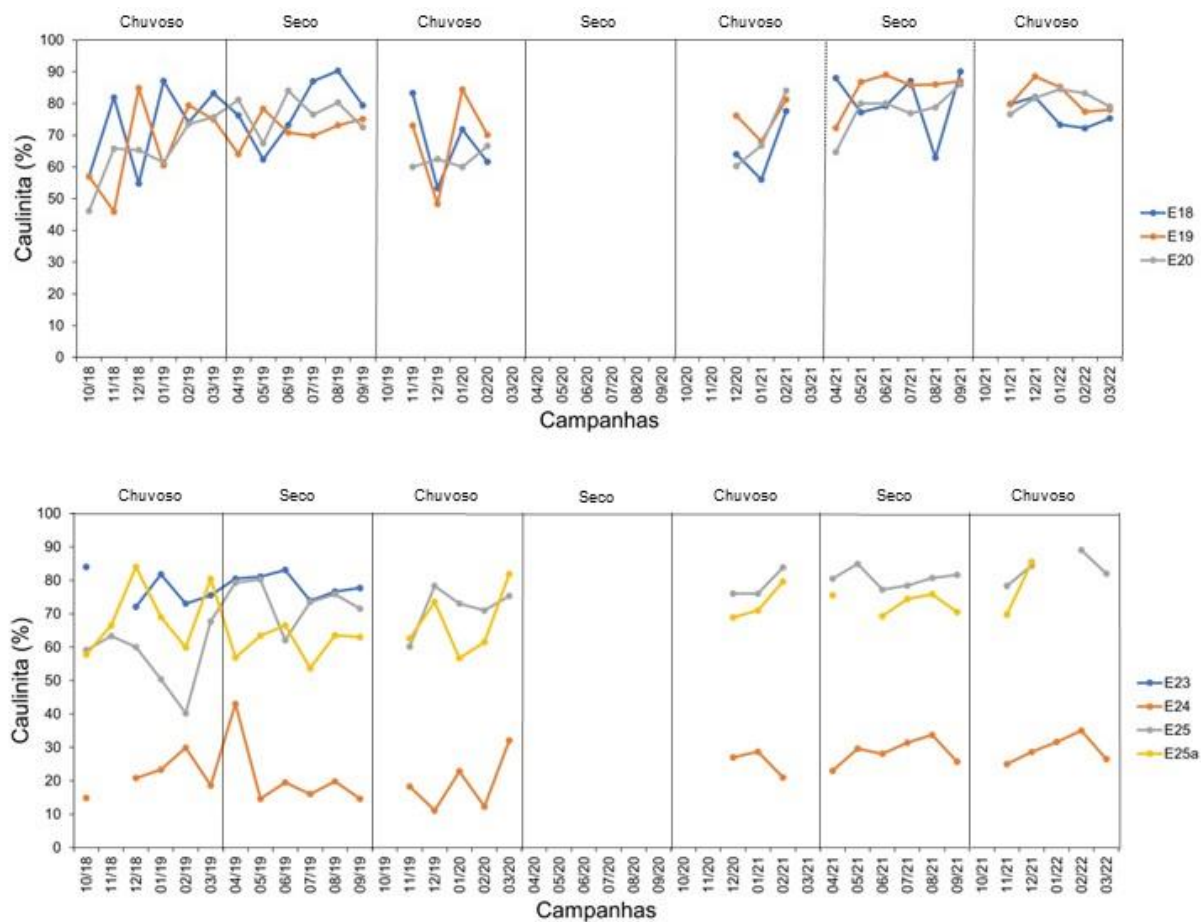 Chuvoso Seco Chuvoso Seco Chuvoso Seco Chuvoso
100
90
80
70
60
50
40
30
20
10
0
Caulinita (%)
10/18 11/18 12/18 01/19 02/19 03/19 04/19 05/19 06/19 07/19 08/19 09/19 10/19 11/19 12/19 01/20 02/20 03/20 04/20 05/20 06/20 07/20 08/20 09/20 10/20 11/20 12/20 01/21 02/21 03/21 04/21 05/21 06/21 07/21 08/21 09/21 10/21 11/21 12/21 01/22 02/22 03/22
Campanhas
E18
E19
E20
Chuvoso Seco Chuvoso Seco Chuvoso Seco Chuvoso
100
90
80
70
60
50
40
30
20
10
0
Caulinita (%)
10/18 11/18 12/18 01/19 02/19 03/19 04/19 05/19 06/19 07/19 08/19 09/19 10/19 11/19 12/19 01/20 02/20 03/20 04/20 05/20 06/20 07/20 08/20 09/20 10/20 11/20 12/20 01/21 02/21 03/21 04/21 05/21 06/21 07/21 08/21 09/21 10/21 11/21 12/21 01/22 02/22 03/22
Campanhas
E23
E24
E25
E25a